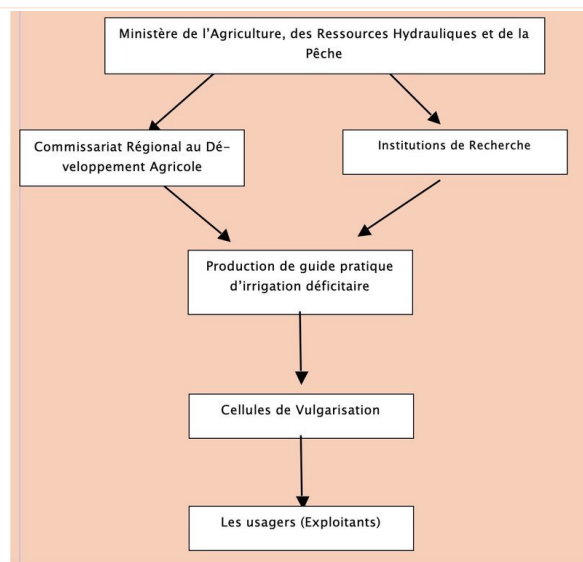 Ministère de l’Agriculture, des Ressources Hydrauliques et de la
Pêche
Commissariat Régional au Dé-
veloppement Agricole
Institutions de Recherche
Production de guide pratique
d’irrigation déficitaire
Cellules de Vulgarisation
Les usagers (Exploitants)